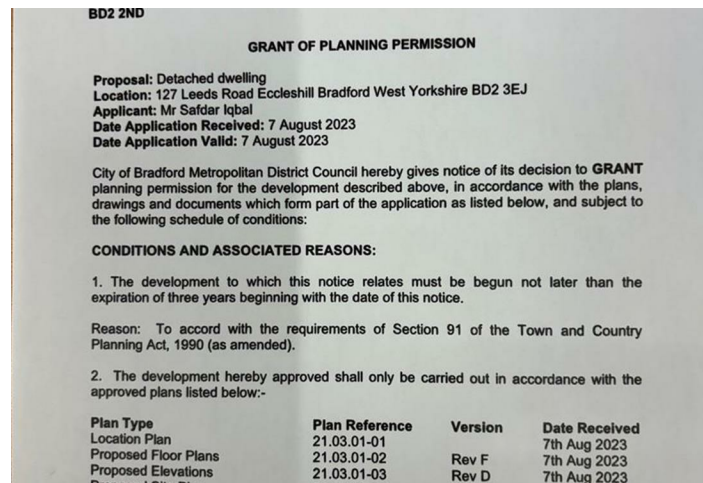 BD2 2ND
GRANT OF PLANNING PERMISSION
Proposal: Detached dwelling
Location: 127 Leeds Road Eccleshill Bradford West Yorkshire BD2 3EJ
Applicant: Mr Safdar Iqbal
Date Application Received: 7 August 2023
Date Application Valid: 7 August 2023
City of Bradford Metropolitan District Council hereby gives notice of its decision to GRANT
planning permission for the development described above, in accordance with the plans,
drawings and documents which form part of the application as listed below, and subject to
the following schedule of conditions:
CONDITIONS AND ASSOCIATED REASONS:
1. The development to which this notice relates must be begun not later than the
expiration of three years beginning with the date of this notice.
Reason: To accord with the requirements of Section 91 of the Town and Country
Planning Act, 1990 (as amended).
2. The development hereby approved shall only be carried out in accordance with the
approved plans listed below:-
Plan Type Plan Reference Version Date Received
Location Plan 21.03.01-01 7th Aug 2023
Proposed Floor Plans 21.03.01-02 Rev F 7th Aug 2023
Proposed Elevations 21.03.01-03 Rev D 7th Aug 2023